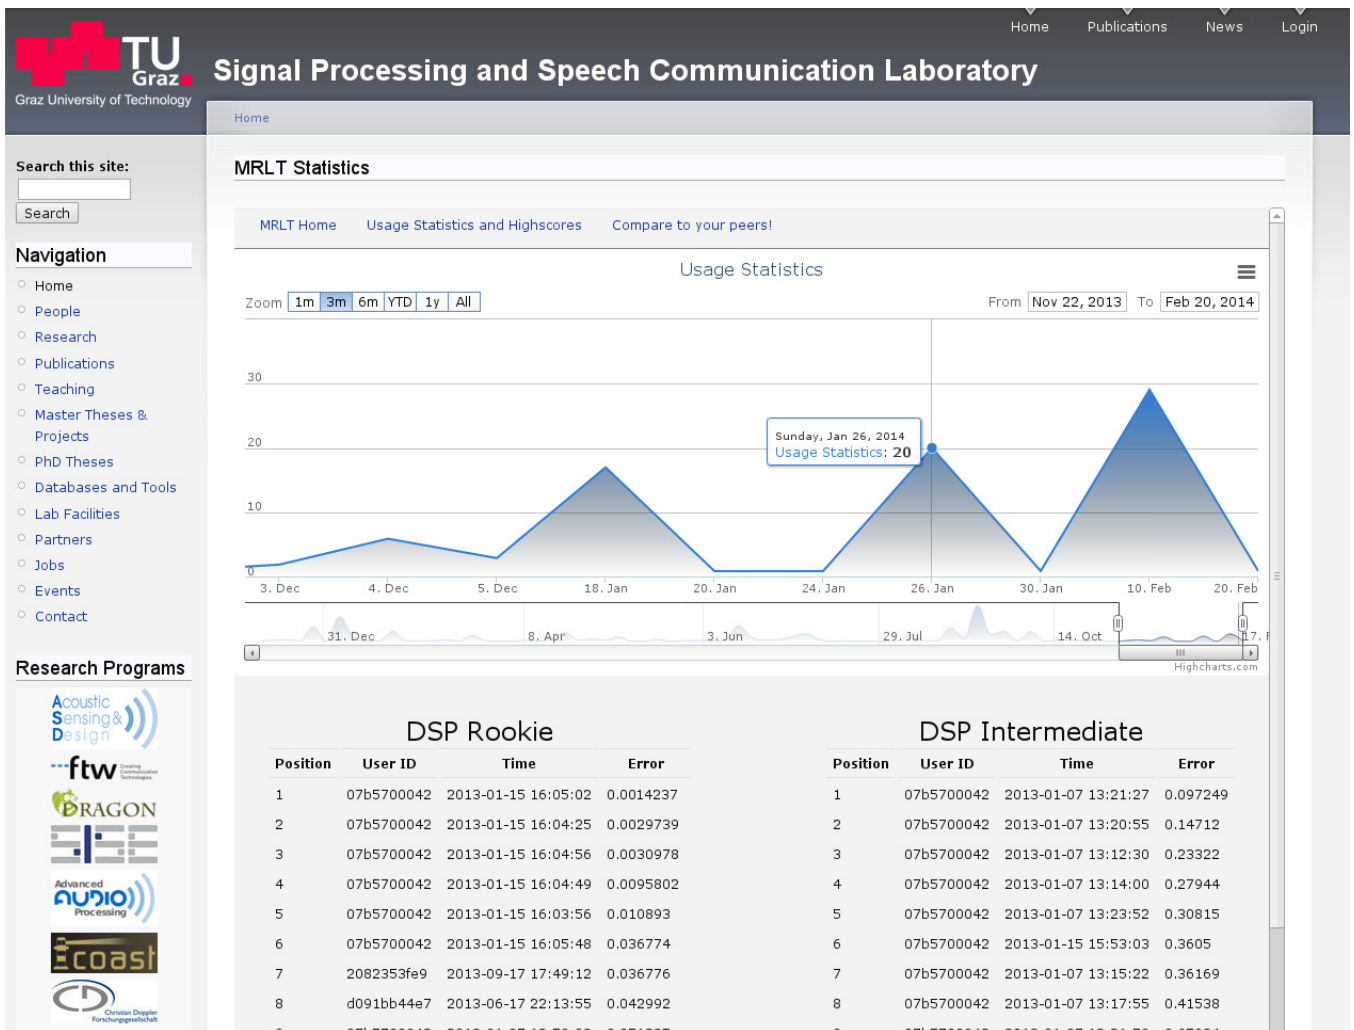 Home Publications News Login
TU
Graz
Graz University of Technology
Signal Processing and Speech Communication Laboratory
Home
Search this site:
Search
Navigation
Home
People
Research
Publications
Teaching
Master Theses &
Projects
PhD Theses
Databases and Tools
Lab Facilities
Partners
Jobs
Events
Contact
Research Programs
Acoustic
Sensing &
Design
ftw Creating
Communication
Technologies
DRAGON
SISE
Advanced
AUDIO
Processing
coast
CD
Christian Doppler
Forschungsgesellschaft
MRLT Statistics
MRLT Home Usage Statistics and Highscores Compare to your peers!
Usage Statistics
Zoom 1m 3m 6m YTD 1y All From Nov 22, 2013 To Feb 20, 2014
30
20
10
0
Sunday, Jan 26, 2014
Usage Statistics: 20
3. Dec 4. Dec 5. Dec 18. Jan 20. Jan 24. Jan 26. Jan 30. Jan 10. Feb 20. Feb
31. Dec 8. Apr 3. Jun 29. Jul 14. Oct 17. F
Highcharts.com
DSP Rookie
Position User ID Time Error
1 07b5700042 2013-01-15 16:05:02 0.0014237
2 07b5700042 2013-01-15 16:04:25 0.0029739
3 07b5700042 2013-01-15 16:04:56 0.0030978
4 07b5700042 2013-01-15 16:04:49 0.0095802
5 07b5700042 2013-01-15 16:03:56 0.010893
6 07b5700042 2013-01-15 16:05:48 0.036774
7 2082353fe9 2013-09-17 17:49:12 0.036776
8 d091bb44e7 2013-06-17 22:13:55 0.042992
DSP Intermediate
Position User ID Time Error
1 07b5700042 2013-01-07 13:21:27 0.097249
2 07b5700042 2013-01-07 13:20:55 0.14712
3 07b5700042 2013-01-07 13:12:30 0.23322
4 07b5700042 2013-01-07 13:14:00 0.27944
5 07b5700042 2013-01-07 13:23:52 0.30815
6 07b5700042 2013-01-15 15:53:03 0.3605
7 07b5700042 2013-01-07 13:15:22 0.36169
8 07b5700042 2013-01-07 13:17:55 0.41538